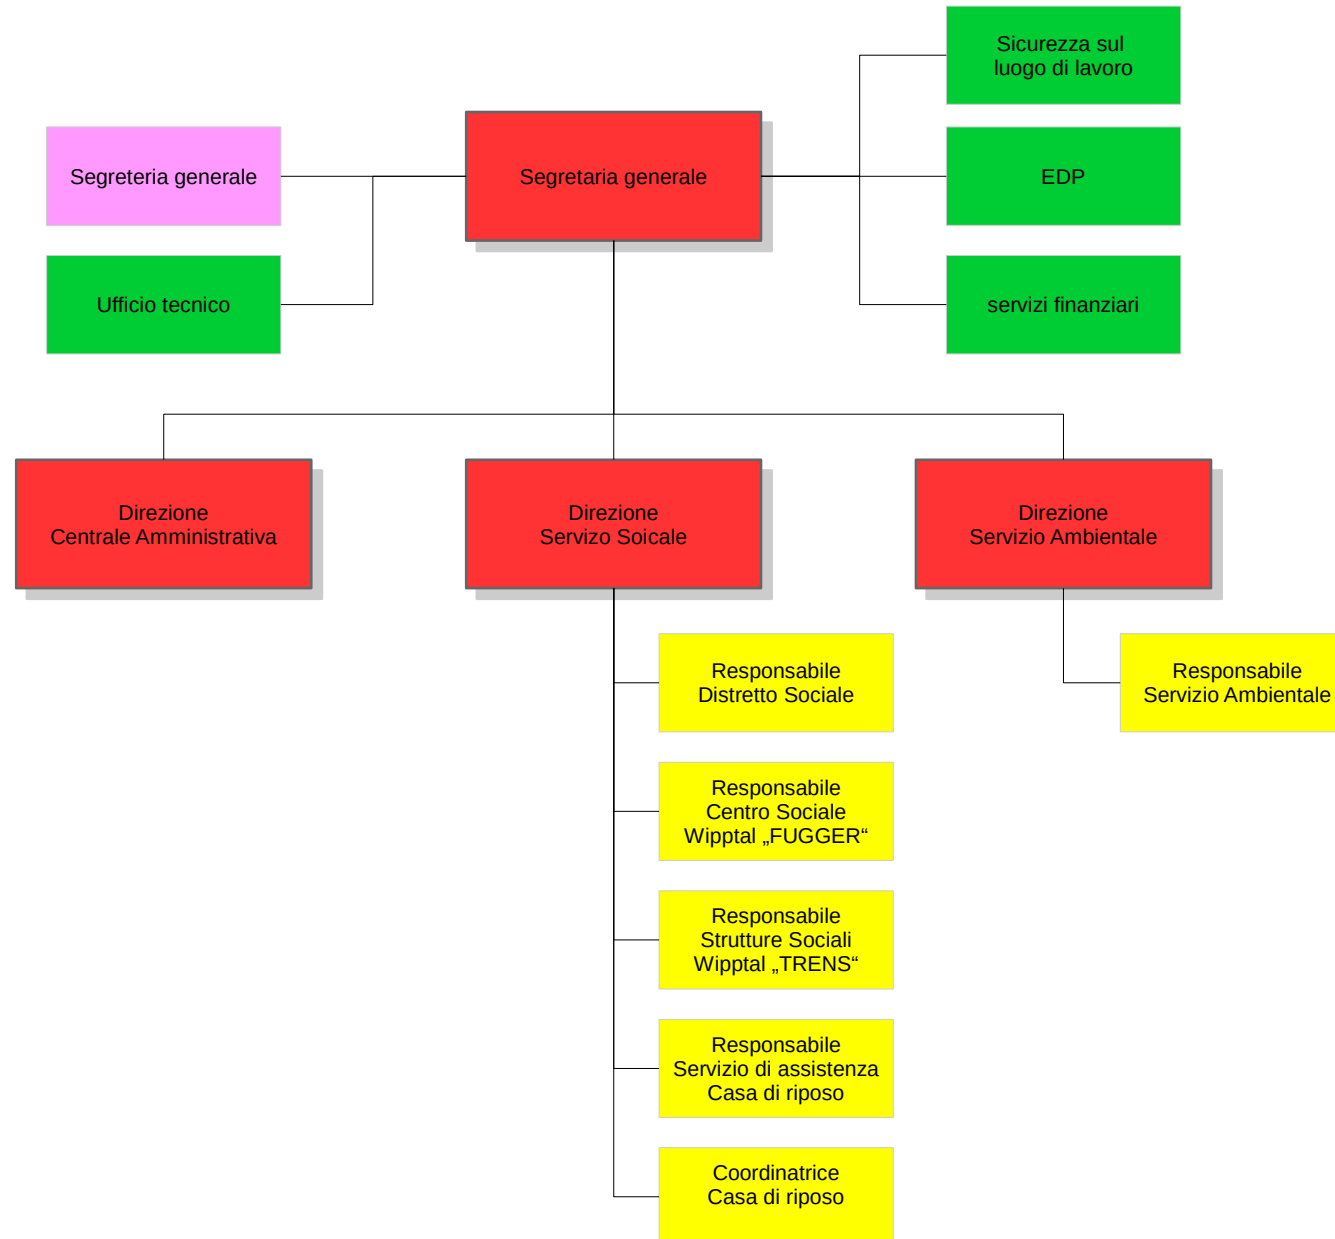 Sicurezza sul
luogo di lavoro
Segreteria generale
Segretaria generale
EDP
Ufficio tecnico
servizi finanziari
Direzione
Centrale Amministrativa
Direzione
Servizo Soicale
Direzione
Servizio Ambientale
Responsabile
Distretto Sociale
Responsabile
Servizio Ambientale
Responsabile
Centro Sociale
Wipptal „FUGGER“
Responsabile
Strutture Sociali
Wipptal „TRENS“
Responsabile
Servizio di assistenza
Casa di riposo
Coordinatrice
Casa di riposo